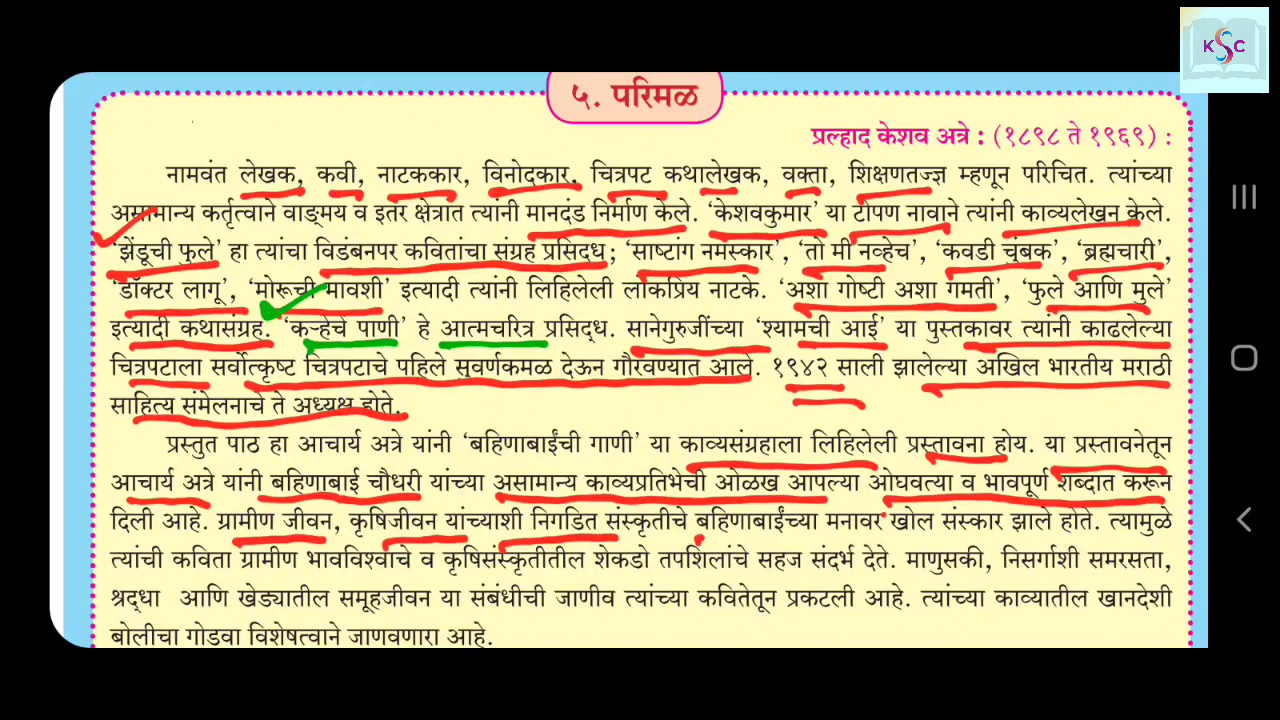 KSC
५. परिमळ
प्रल्हाद केशव अत्रे : (१८९८ ते १९६९) :
नामवंत लेखक, कवी, नाटककार, विनोदकार, चित्रपट कथालेखक, वक्ता, शिक्षणतज्ज्ञ म्हणून परिचित. त्यांच्या
असामान्य कर्तृत्वाने वाङ्मय व इतर क्षेत्रात त्यांनी मानदंड निर्माण केले. ‘केशवकुमार’ या टोपण नावाने त्यांनी काव्यलेखन केले.
‘झेंडूची फुले’ हा त्यांचा विडंबनपर कवितांचा संग्रह प्रसिद्ध; ‘साष्टांग नमस्कार’, ‘तो मी नव्हेच’, ‘कवडी चूंबक’, ‘ब्रह्मचारी’,
‘डॉक्टर लागू’, ‘मोरूची मावशी’ इत्यादी त्यांनी लिहिलेली लोकप्रिय नाटके. ‘अशा गोष्टी अशा गमती’, ‘फुले आणि मुले’
इत्यादी कथासंग्रह. ‘कऱ्हेचे पाणी’ हे आत्मचरित्र प्रसिद्ध. सानेगुरुजींच्या ‘श्यामची आई’ या पुस्तकावर त्यांनी काढलेल्या
चित्रपटाला सर्वोत्कृष्ट चित्रपटाचे पहिले सुवर्णकमळ देऊन गौरवण्यात आले. १९४२ साली झालेल्या अखिल भारतीय मराठी
साहित्य संमेलनाचे ते अध्यक्ष होते.
प्रस्तुत पाठ हा आचार्य अत्रे यांनी ‘बहिणाबाईंची गाणी’ या काव्यसंग्रहाला लिहिलेली प्रस्तावना होय. या प्रस्तावनेतून
आचार्य अत्रे यांनी बहिणाबाई चौधरी यांच्या असामान्य काव्यप्रतिभेची ओळख आपल्या ओघवत्या व भावपूर्ण शब्दात करून
दिली आहे. ग्रामीण जीवन, कृषिजीवन यांच्याशी निगडित संस्कृतीचे बहिणाबाईंच्या मनावर खोल संस्कार झाले होते. त्यामुळे
त्यांची कविता ग्रामीण भावविश्वाचे व कृषिसंस्कृतीतील शेकडो तपशिलांचे सहज संदर्भ देते. माणुसकी, निसर्गाशी समरसता,
श्रद्धा आणि खेड्यातील समूहजीवन या संबंधीची जाणीव त्यांच्या कवितेतून प्रकटली आहे. त्यांच्या काव्यातील खानदेशी
बोलीचा गोडवा विशेषत्वाने जाणवणारा आहे.